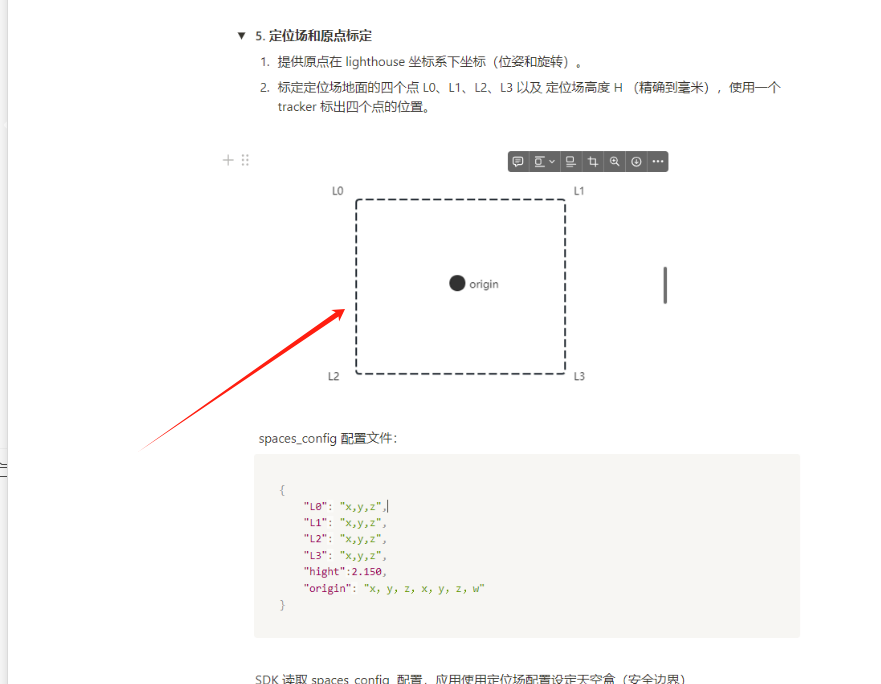 5. 定位场和原点标定
1. 提供原点在 lighthouse 坐标系下坐标（位姿和旋转）。
2. 标定定位场地面的四个点 L0、L1、L2、L3 以及 定位场高度 H （精确到毫米），使用一个
tracker 标出四个点的位置。
L0 L1
origin
L2 L3
spaces_config 配置文件：
{
"L0": "x,y,z",
"L1": "x,y,z",
"L2": "x,y,z",
"L3": "x,y,z",
"hight":2.150,
"origin": "x, y, z, x, y, z, w"
}
SDK 读取 spaces_config 配置，应用使用定位场配置设定天空盒（安全边界）